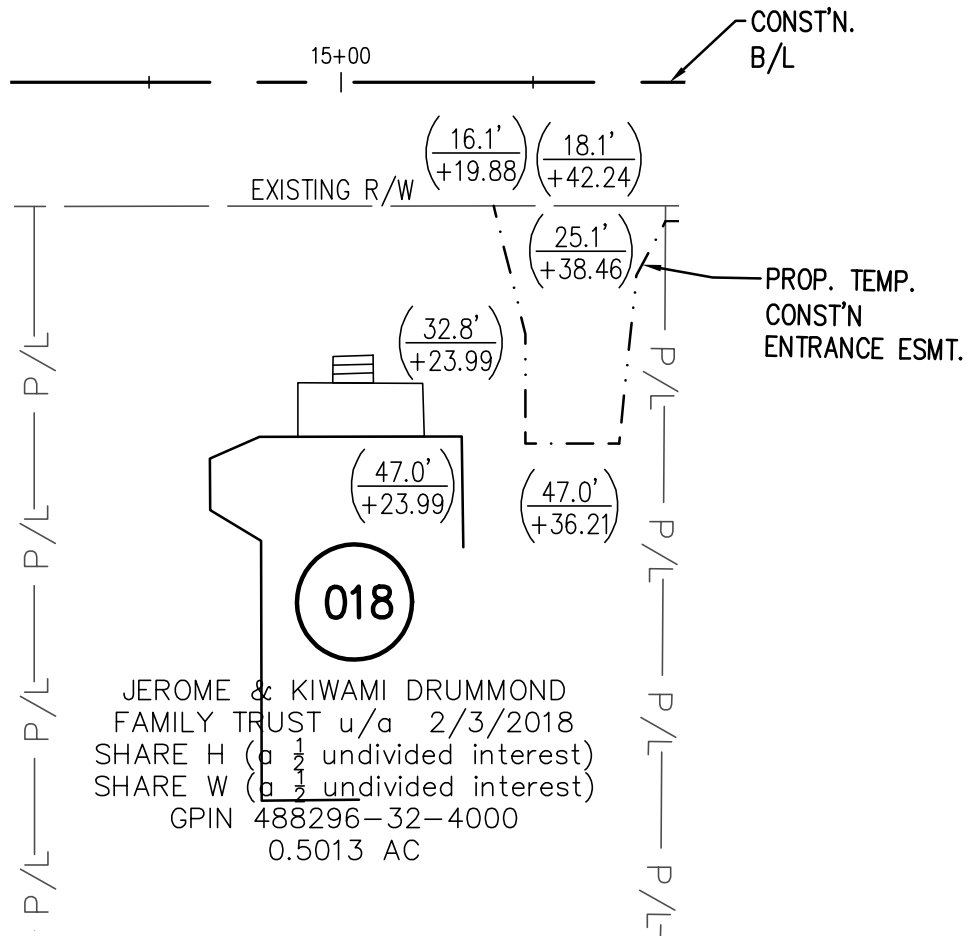 CONST'N.
B/L
15+00
16.1'
+19.88
18.1'
+42.24
EXISTING R/W
25.1'
+38.46
PROP. TEMP.
CONST'N
ENTRANCE ESMT.
32.8'
+23.99
P/L
P/L
47.0'
+23.99
47.0'
+36.21
P/L
P/L
018
JEROME & KIWAMI DRUMMOND
FAMILY TRUST u/a 2/3/2018
P/L
P/L
SHARE H (a 1/2 undivided interest)
SHARE W (a 1/2 undivided interest)
GPIN 488296-32-4000
0.5013 AC
P/L
P/L